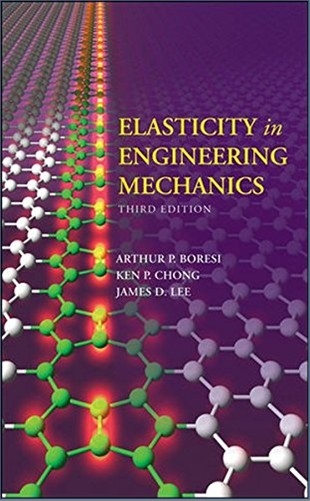 ELASTICITY in
ENGINEERING
MECHANICS
THIRD EDITION
ARTHUR P. BORESI
KEN P. CHONG
JAMES D. LEE